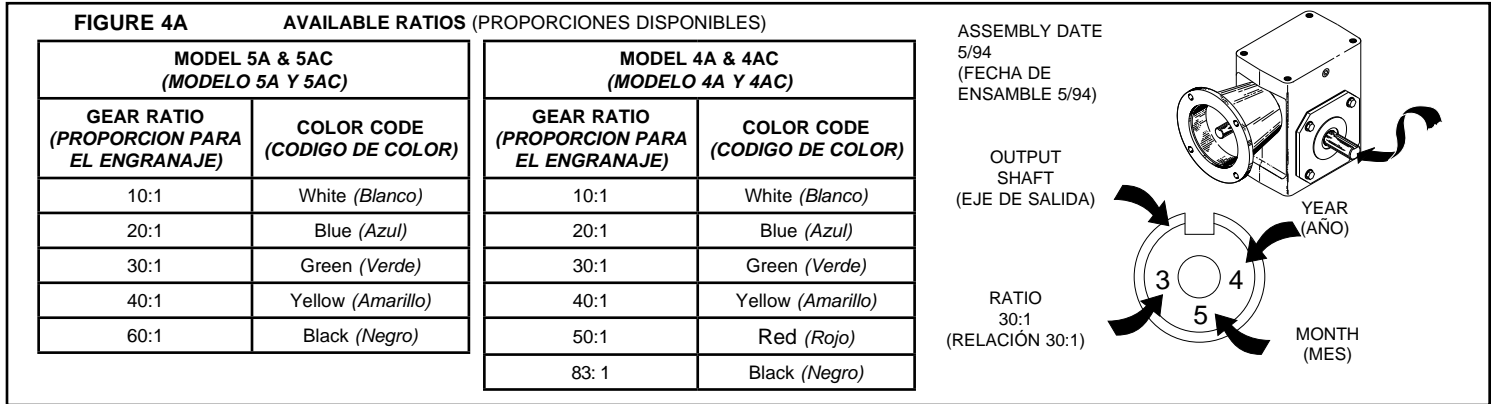 FIGURE 4A AVAILABLE RATIOS (PROPORCIONES DISPONIBLES)
MODEL 5A & 5AC
(MODELO 5A Y 5AC)
GEAR RATIO
(PROPORCION PARA
EL ENGRANAJE)
COLOR CODE
(CODIGO DE COLOR)
10:1 White (Blanco)
20:1 Blue (Azul)
30:1 Green (Verde)
40:1 Yellow (Amarillo)
60:1 Black (Negro)
MODEL 4A & 4AC
(MODELO 4A Y 4AC)
GEAR RATIO
(PROPORCION PARA
EL ENGRANAJE)
COLOR CODE
(CODIGO DE COLOR)
10:1 White (Blanco)
20:1 Blue (Azul)
30:1 Green (Verde)
40:1 Yellow (Amarillo)
50:1 Red (Rojo)
83: 1 Black (Negro)
ASSEMBLY DATE
5/94
(FECHA DE
ENSAMBLE 5/94)
OUTPUT
SHAFT
(EJE DE SALIDA)
YEAR
(AÑO)
3 4
5
RATIO
30:1
(RELACIÓN 30:1)
MONTH
(MES)